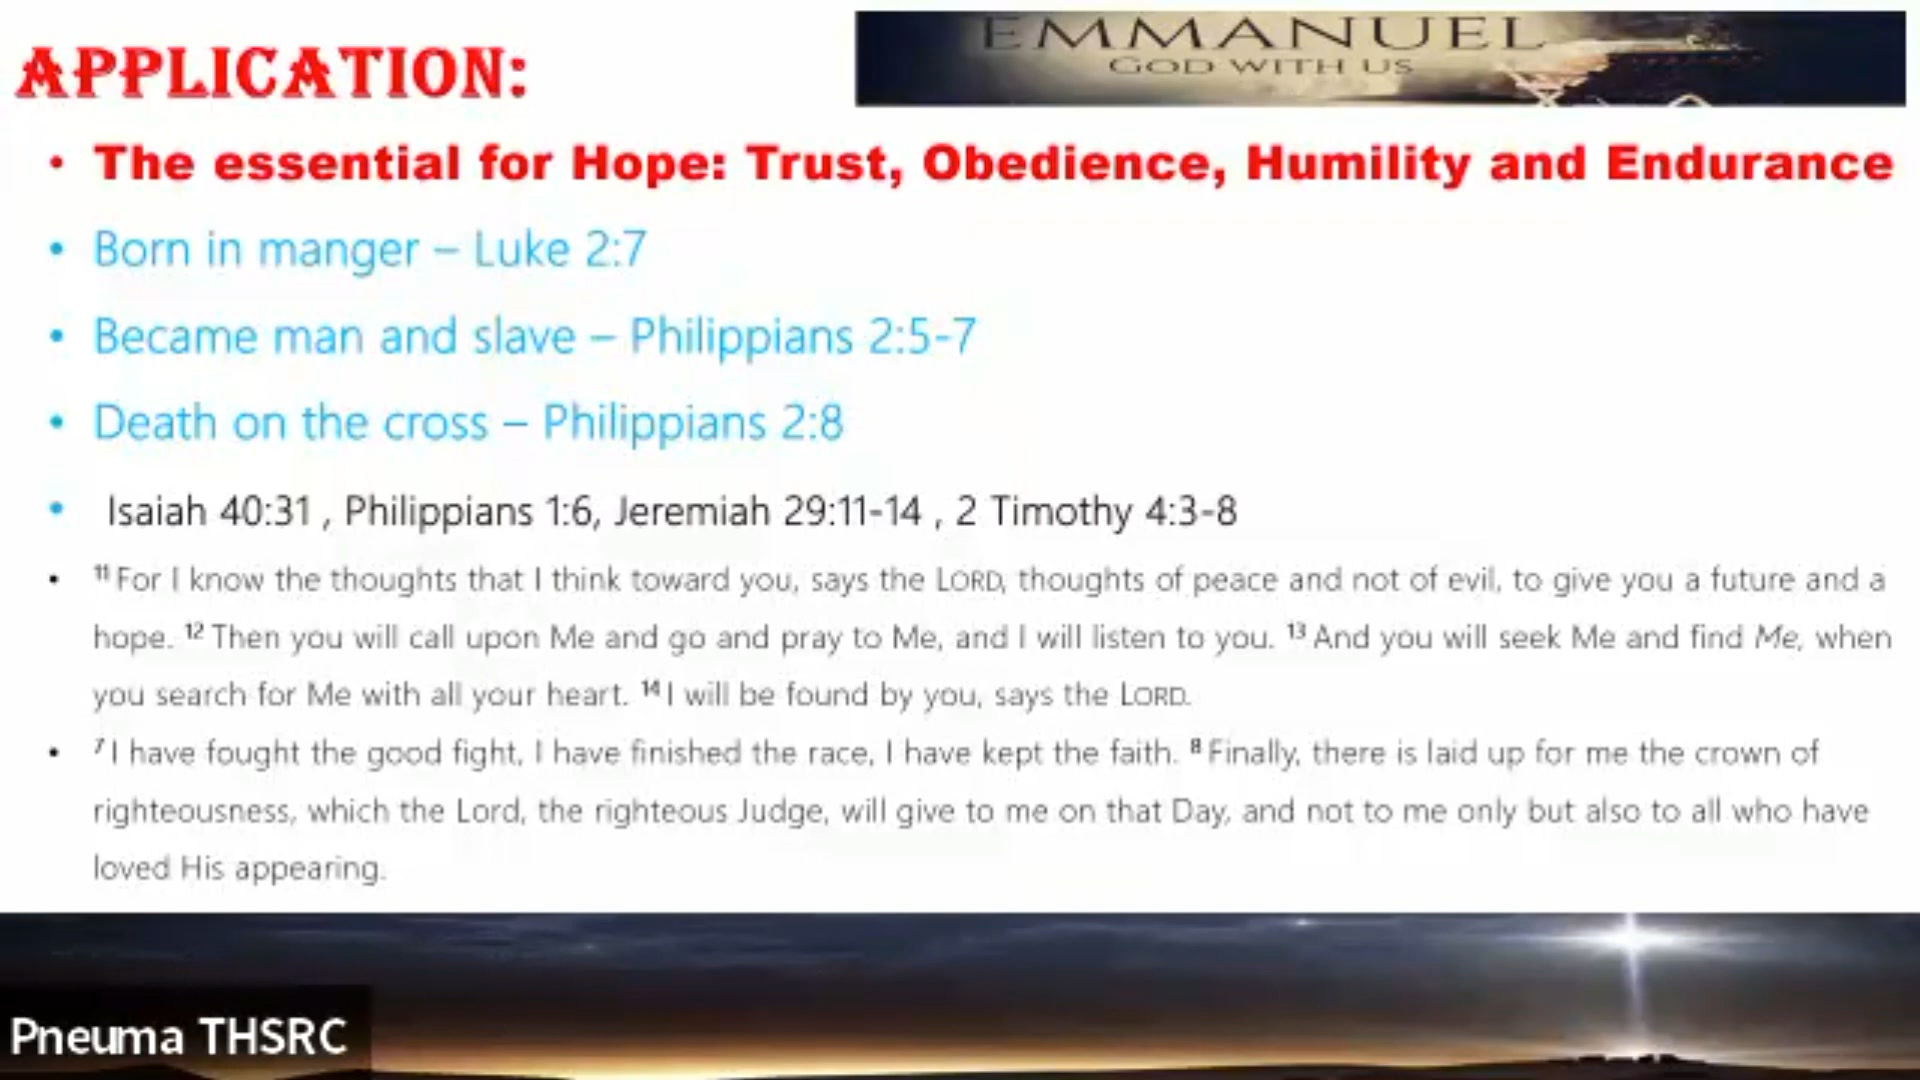 EMMANUEL
GOD WITH US
APPLICATION:
• The essential for Hope: Trust, Obedience, Humility and Endurance
• Born in manger – Luke 2:7
• Became man and slave – Philippians 2:5-7
• Death on the cross – Philippians 2:8
• Isaiah 40:31 , Philippians 1:6, Jeremiah 29:11-14 , 2 Timothy 4:3-8
• ¹¹ For I know the thoughts that I think toward you, says the LORD, thoughts of peace and not of evil, to give you a future and a
hope. ¹² Then you will call upon Me and go and pray to Me, and I will listen to you. ¹³ And you will seek Me and find Me, when
you search for Me with all your heart. ¹⁴ I will be found by you, says the LORD.
• ⁷ I have fought the good fight, I have finished the race, I have kept the faith. ⁸ Finally, there is laid up for me the crown of
righteousness, which the Lord, the righteous Judge, will give to me on that Day, and not to me only but also to all who have
loved His appearing.
Pneuma THSRC